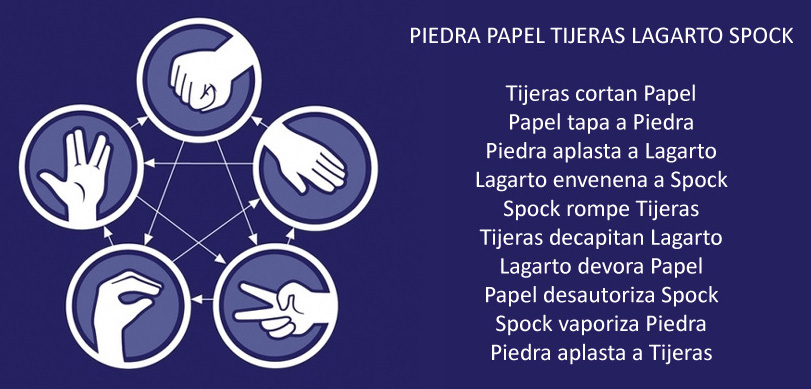 PIEDRA PAPEL TIJERAS LAGARTO SPOCK
Tijeras cortan Papel
Papel tapa a Piedra
Piedra aplasta a Lagarto
Lagarto envenena a Spock
Spock rompe Tijeras
Tijeras decapitan Lagarto
Lagarto devora Papel
Papel desautoriza Spock
Spock vaporiza Piedra
Piedra aplasta a Tijeras